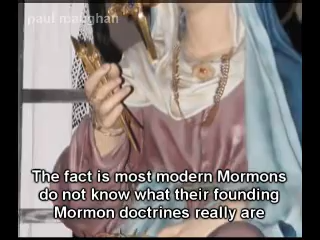 paul maughan
The fact is most modern Mormons
do not know what their founding
Mormon doctrines really are